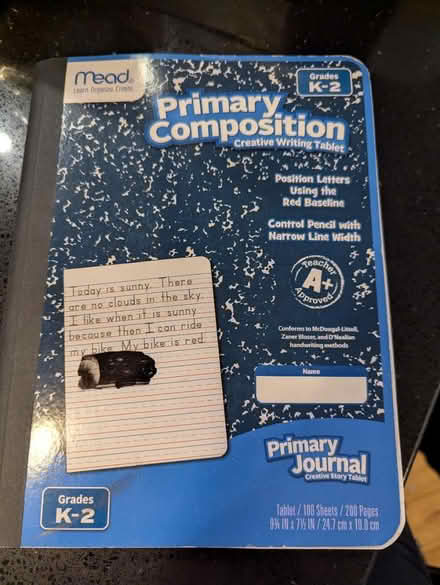 Mead
Learn. Organize. Create.
Grades
K-2
Primary
Composition
Creative Writing Tablet
Position Letters
Using the
Red Baseline
Control Pencil with
Narrow Line Width
Teacher
A+
Approved
Conforms to McDougal-Littell,
Zaner Bloser, and D'Nealian
handwriting methods
Today is sunny. There
are no clouds in the sky.
I like when it is sunny
because then I can ride
my bike. My bike is red.
Name
Primary
Journal
Creative Story Tablet
Grades
K-2
Tablet / 100 Sheets / 200 Pages
9¾ IN x 7½ IN / 24.7 cm x 19.0 cm